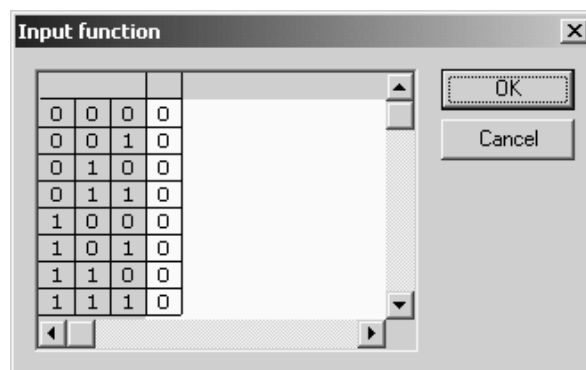 Input function
OK
Cancel
0 0 0 0
0 0 1 0
0 1 0 0
0 1 1 0
1 0 0 0
1 0 1 0
1 1 0 0
1 1 1 0